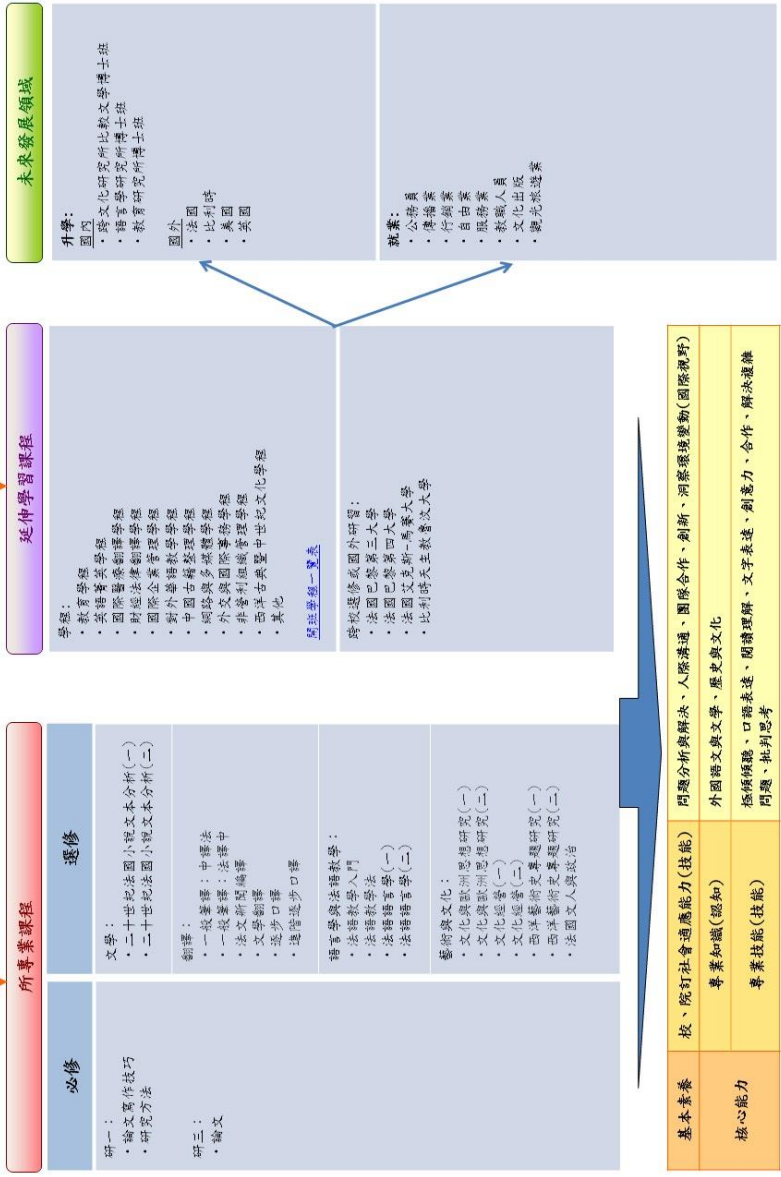 所專業課程
必修
研一：
・論文寫作技巧
・研究方法
研三：
・論文
選修
文學：
・二十世紀法國小說文本分析(一)
・二十世紀法國小說文本分析(二)
翻譯：
・一般筆譯：中譯法
・一般筆譯：法譯中
・法文新聞編譯
・文學翻譯
・逐步口譯
・進階逐步口譯
語言學與法語教學：
・法語教學入門
・法語教學法
・法語語言學(一)
・法語語言學(二)
藝術與文化：
・文化與歐洲思想研究(一)
・文化與歐洲思想研究(二)
・文化經營(一)
・文化經營(二)
・西洋藝術史專題研究(一)
・西洋藝術史專題研究(二)
・法國文人與政治
延伸學習課程
學程：
・教育學程
・英語菁英學程
・國際醫療翻譯學程
・財經法律翻譯學程
・國際企業管理學程
・對外華語教學學程
・中國古籍整理學程
・網路與多媒體學程
・外交與國際事務學程
・非營利組織管理學程
・西洋古典暨中世紀文化學程
・其他
開班學程一覽表
跨校選修或國外研習：
・法國巴黎第三大學
・法國巴黎第四大學
・法國艾克斯-馬賽大學
・比利時天主教魯汶大學
未來發展領域
升學：
國內
・跨文化研究所比較文學博士班
・語言學研究所博士班
・教育研究所博士班
國外
・法國
・比利時
・美國
・英國
就業：
・公務員
・傳播業
・行銷業
・自由業
・服務業
・教職人員
・文化出版
・觀光旅遊業
基本素養
校、院訂社會適應能力(技能)
問題分析與解決、人際溝通、團隊合作、創新、洞察環境變動(國際視野)
核心能力
專業知識(認知)
外國語文與文學、歷史與文化
專業技能(技能)
極傾傾聽、口語表達、閱讀理解、文字表達、創意力、合作、解決複雜
問題、批判思考